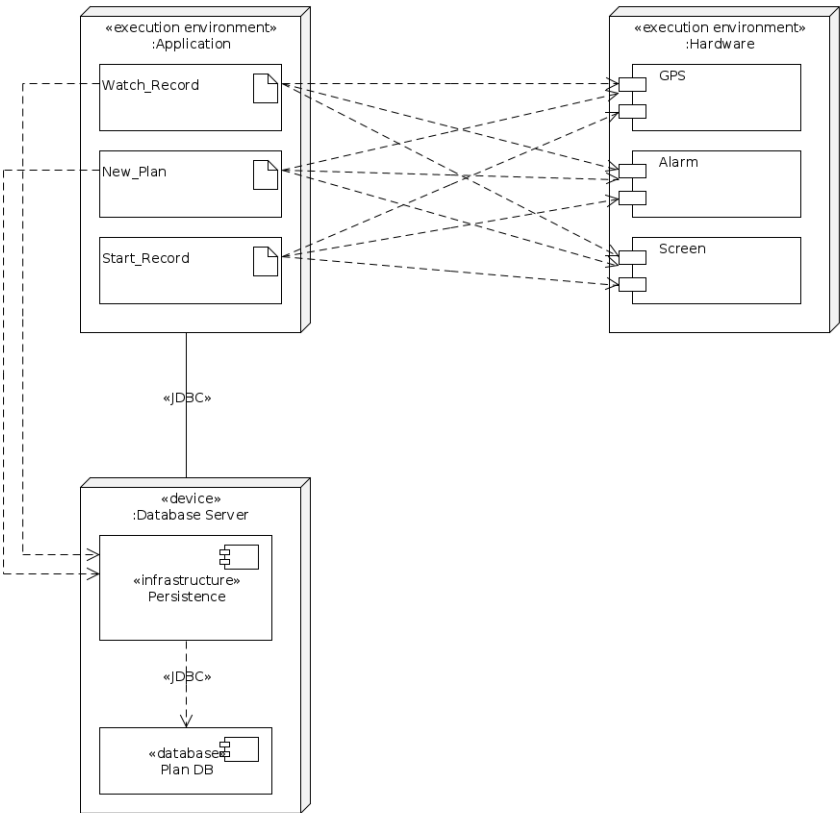 «execution environment»
:Application
Watch_Record
New_Plan
Start_Record
«execution environment»
:Hardware
GPS
Alarm
Screen
«JDBC»
«device»
:Database Server
«infrastructure»
Persistence
«JDBC»
«database»
Plan DB